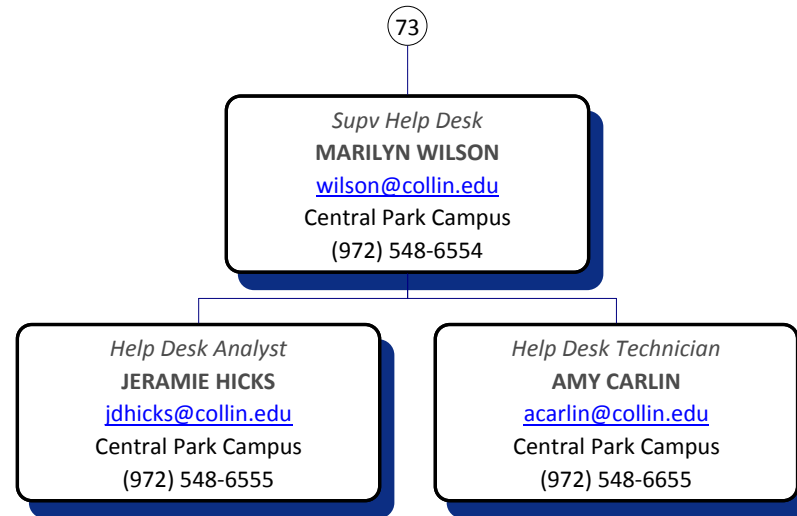 73
Supv Help Desk
MARILYN WILSON
wilson@collin.edu
Central Park Campus
(972) 548-6554
Help Desk Analyst
JERAMIE HICKS
jdhicks@collin.edu
Central Park Campus
(972) 548-6555
Help Desk Technician
AMY CARLIN
acarlin@collin.edu
Central Park Campus
(972) 548-6655